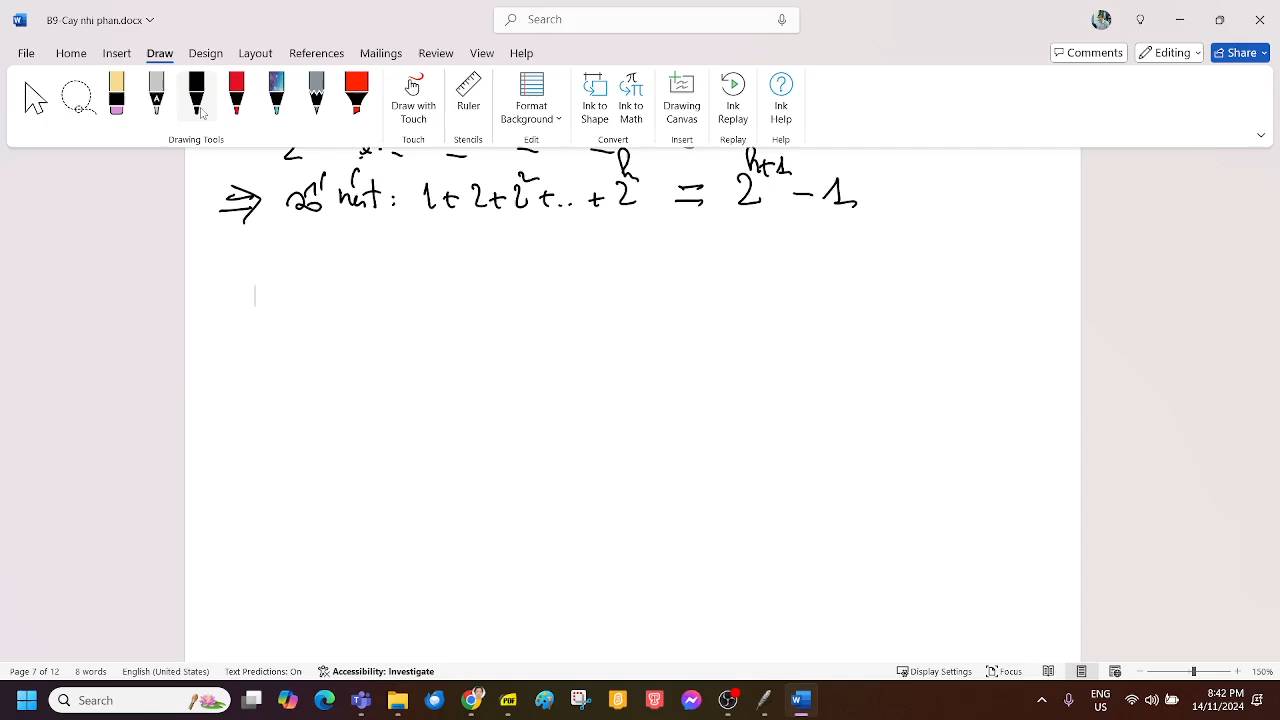 B9-Cay nhi phan.docx
Search
File Home Insert Draw Design Layout References Mailings Review View Help
Comments Editing Share
Draw with Touch
Ruler
Format Background
Ink to Shape
Ink to Math
Drawing Canvas
Ink Replay
Ink Help
Drawing Tools Touch Stencils Edit Convert Insert Replay Help
⇒ số nút: 1 + 2 + 2² + .. + 2^h = 2^(h+1) - 1
Page 7 of 12 8 words English (United States) Text Predictions: On Accessibility: Investigate Display Settings Focus 150%
Search ENG US 8:42 PM 14/11/2024